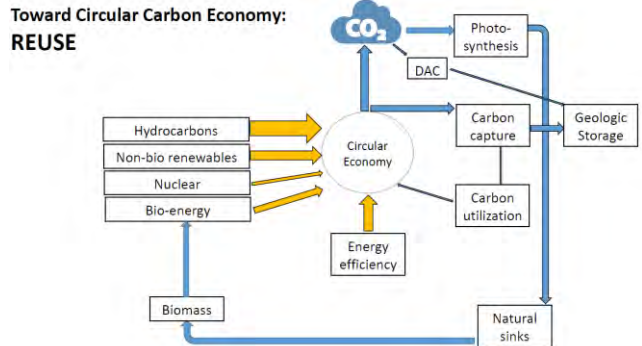 Toward Circular Carbon Economy:
REUSE
CO₂
Photo-
synthesis
DAC
Hydrocarbons
Non-bio renewables
Nuclear
Bio-energy
Circular
Economy
Carbon
capture
Geologic
Storage
Carbon
utilization
Energy
efficiency
Biomass
Natural
sinks